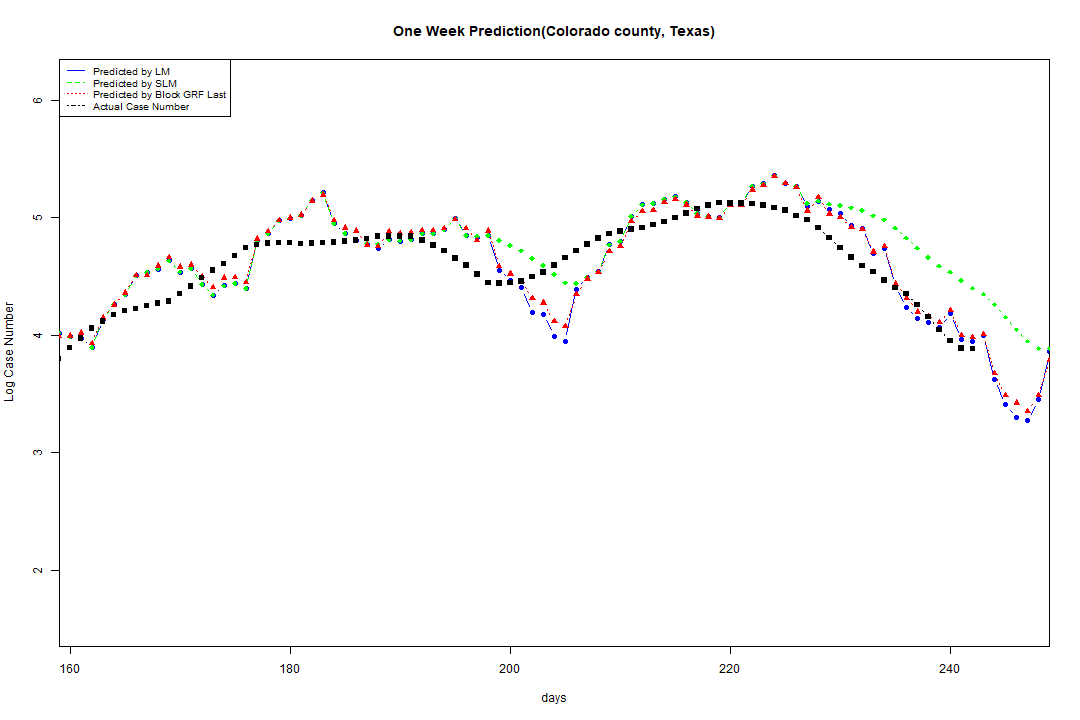 One Week Prediction(Colorado county, Texas)
Predicted by LM
Predicted by SLM
Predicted by Block GRF Last
Actual Case Number
6
5
4
3
2
Log Case Number
160 180 200 220 240
days